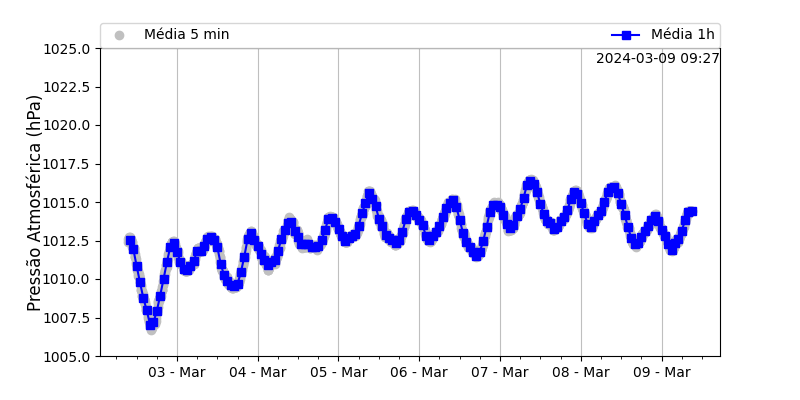 Média 5 min
Média 1h
2024-03-09 09:27
Pressão Atmosférica (hPa)
1025.0
1022.5
1020.0
1017.5
1015.0
1012.5
1010.0
1007.5
1005.0
03 - Mar
04 - Mar
05 - Mar
06 - Mar
07 - Mar
08 - Mar
09 - Mar